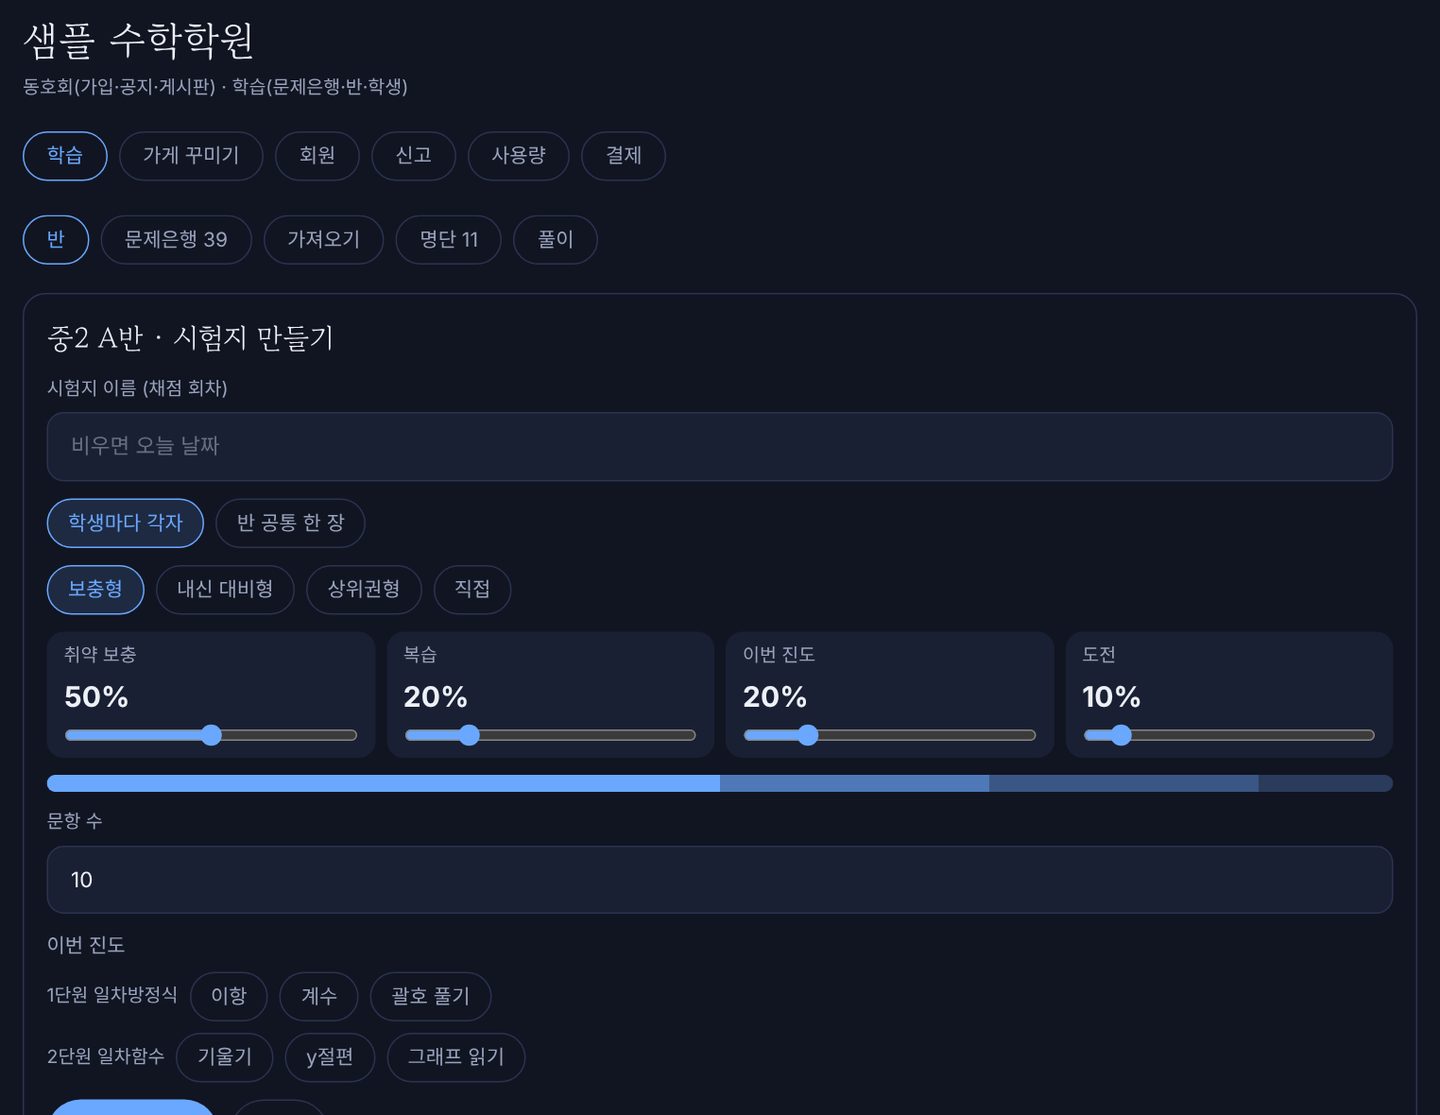 샘플 수학학원
동호회(가입·공지·게시판) · 학습(문제은행·반·학생)
학습 가게 꾸미기 회원 신고 사용량 결제
반 문제은행 39 가져오기 명단 11 풀이
중2 A반 · 시험지 만들기
시험지 이름 (채점 회차)
비우면 오늘 날짜
학생마다 각자 반 공통 한 장
보충형 내신 대비형 상위권형 직접
취약 보충 복습 이번 진도 도전
50% 20% 20% 10%
문항 수
10
이번 진도
1단원 일차방정식 이항 계수 괄호 풀기
2단원 일차함수 기울기 y절편 그래프 읽기